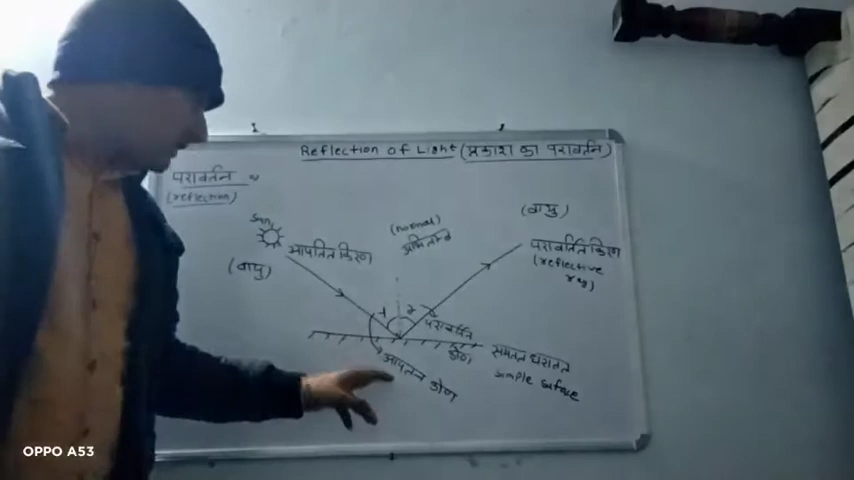 Reflection of Light (प्रकाश का परावर्तन)
परावर्तन
(reflection)
Sun
(वायु)
आपतित किरण
(normal)
(वायु)
परावर्तित किरण
(reflective
ray)
i
r
परावर्तन
कोण
आपतन कोण
समतल धरातल
simple surface
OPPO A53